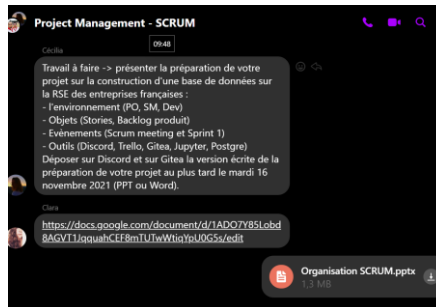 Project Management - SCRUM
09:48
Cécilia
Travail à faire -> présenter la préparation de votre
projet sur la construction d'une base de données sur
la RSE des entreprises françaises :
- l'environnement (PO, SM, Dev)
- Objets (Stories, Backlog produit)
- Evènements (Scrum meeting et Sprint 1)
- Outils (Discord, Trello, Gitea, Jupyter, Postgre)
Déposer sur Discord et sur Gitea la version écrite de la
préparation de votre projet au plus tard le mardi 16
novembre 2021 (PPT ou Word).
Clara
https://docs.google.com/document/d/1ADO7Y85Lobd
8AGVT1JqquahCEF8mTUTwWtiqYpU0G5s/edit
Organisation SCRUM.pptx
1,3 MB